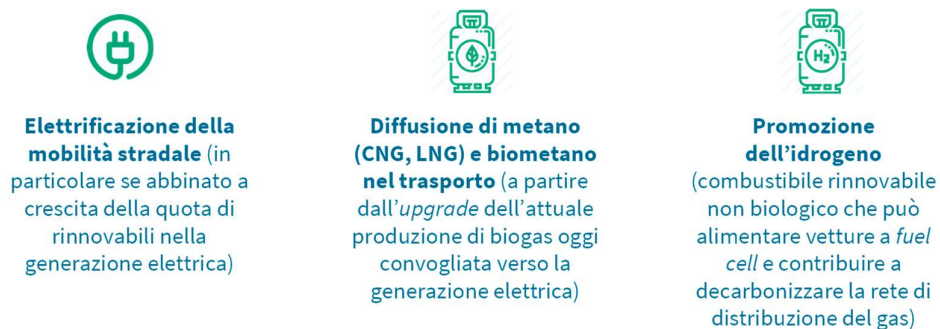 Elettrificazione della
mobilità stradale (in
particolare se abbinato a
crescita della quota di
rinnovabili nella
generazione elettrica)
Diffusione di metano
(CNG, LNG) e biometano
nel trasporto (a partire
dall’upgrade dell’attuale
produzione di biogas oggi
convogliata verso la
generazione elettrica)
H₂
Promozione
dell’idrogeno
(combustibile rinnovabile
non biologico che può
alimentare vetture a fuel
cell e contribuire a
decarbonizzare la rete di
distribuzione del gas)